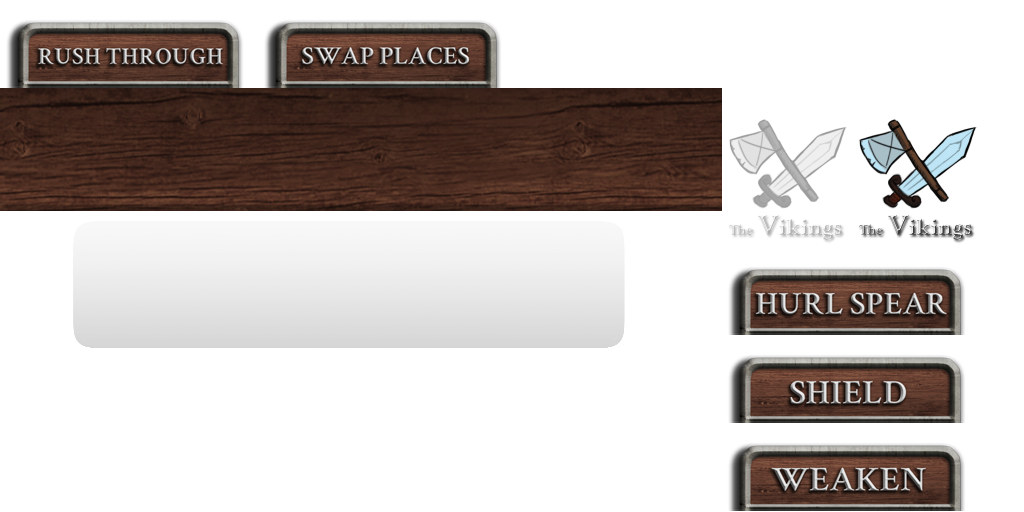 RUSH THROUGH
SWAP PLACES
The Vikings
The Vikings
HURL SPEAR
SHIELD
WEAKEN